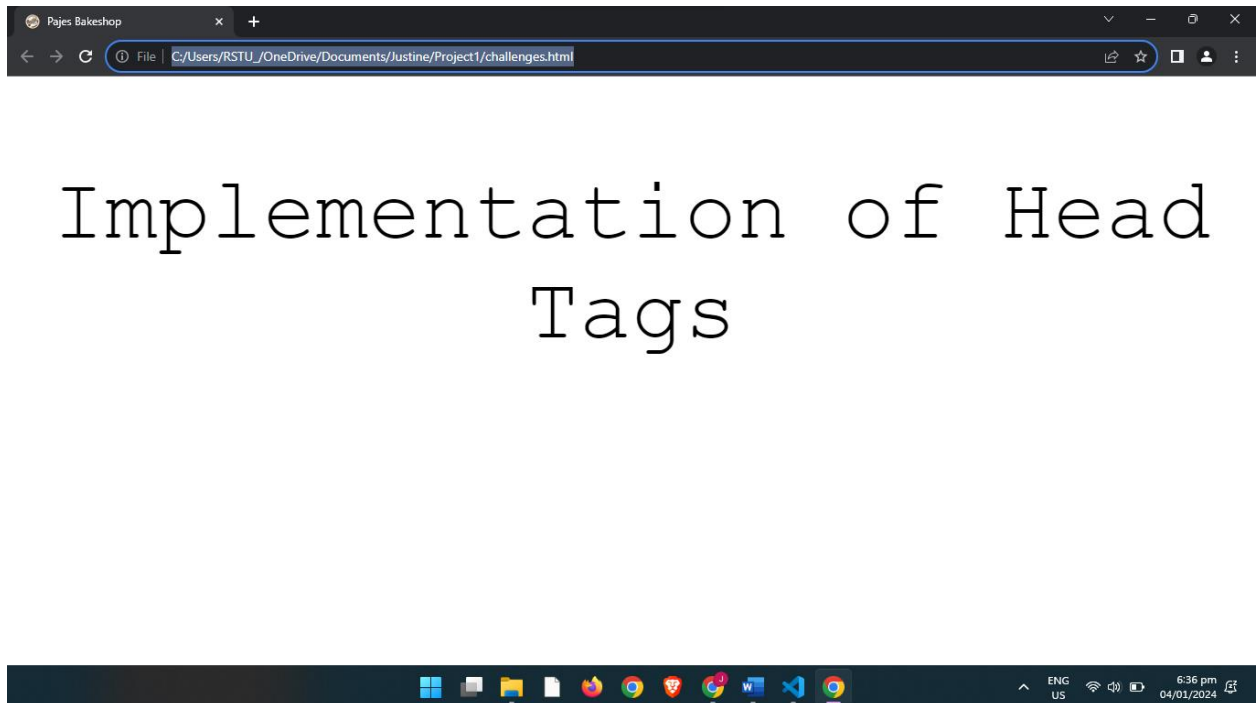 Pajes Bakeshop
File | C:/Users/RSTU_/OneDrive/Documents/Justine/Project1/challenges.html
Implementation of Head
Tags
ENG
US
6:36 pm
04/01/2024